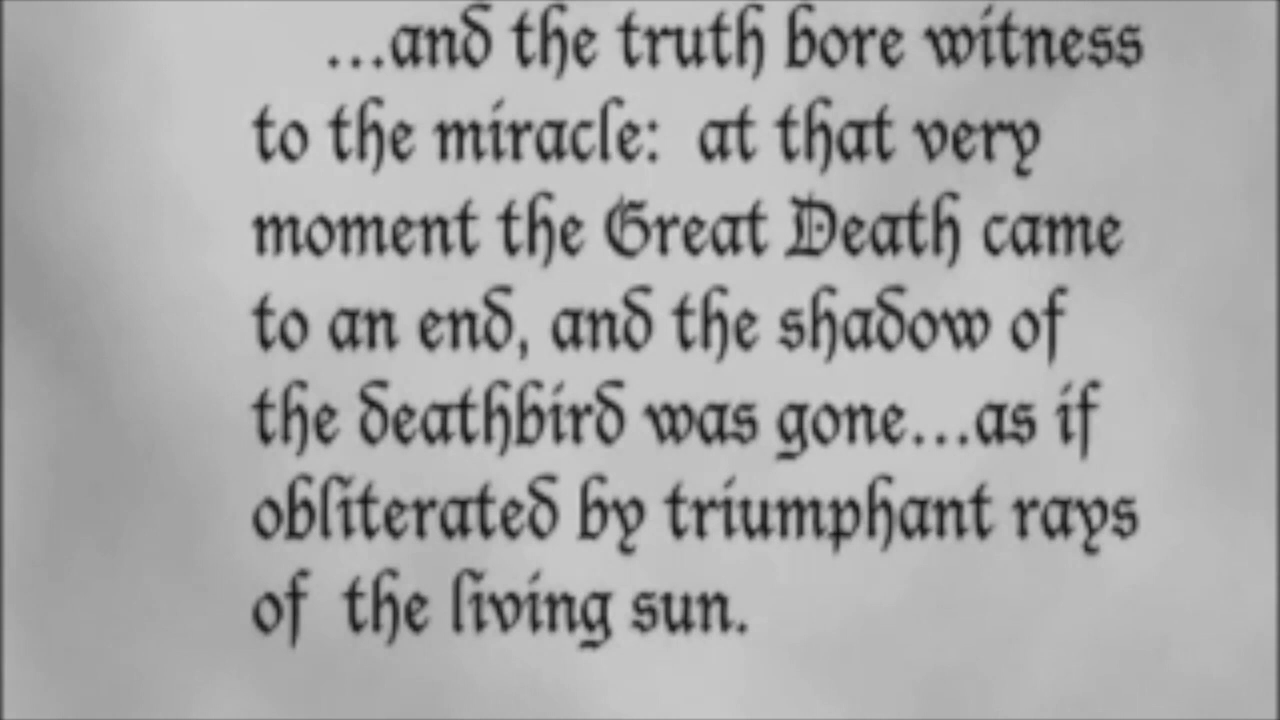 ...and the truth bore witness
to the miracle: at that very
moment the Great Death came
to an end, and the shadow of
the deathbird was gone...as if
obliterated by triumphant rays
of the living sun.